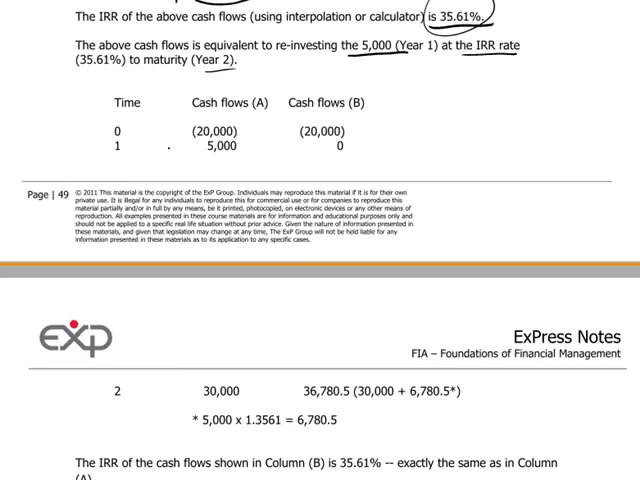 The IRR of the above cash flows (using interpolation or calculator) is 35.61%.
The above cash flows is equivalent to re-investing the 5,000 (Year 1) at the IRR rate
(35.61%) to maturity (Year 2).
Time Cash flows (A) Cash flows (B)
0 (20,000) (20,000)
1 5,000 0
Page | 49 © 2011 This material is the copyright of the ExP Group. Individuals may reproduce this material if it is for their own
private use. It is illegal for any individuals to reproduce this for commercial use or for companies to reproduce this
material partially and/or in full by any means, be it printed, photocopied, on electronic devices or any other means of
reproduction. All examples presented in these course materials are for information and educational purposes only and
should not be applied to a specific real life situation without prior advice. Given the nature of information presented in
these materials, and given that legislation may change at any time, The ExP Group will not be held liable for any
information presented in these materials as to its application to any specific cases.
exp
ExPress Notes
FIA – Foundations of Financial Management
2 30,000 36,780.5 (30,000 + 6,780.5*)
* 5,000 x 1.3561 = 6,780.5
The IRR of the cash flows shown in Column (B) is 35.61% -- exactly the same as in Column
(A)